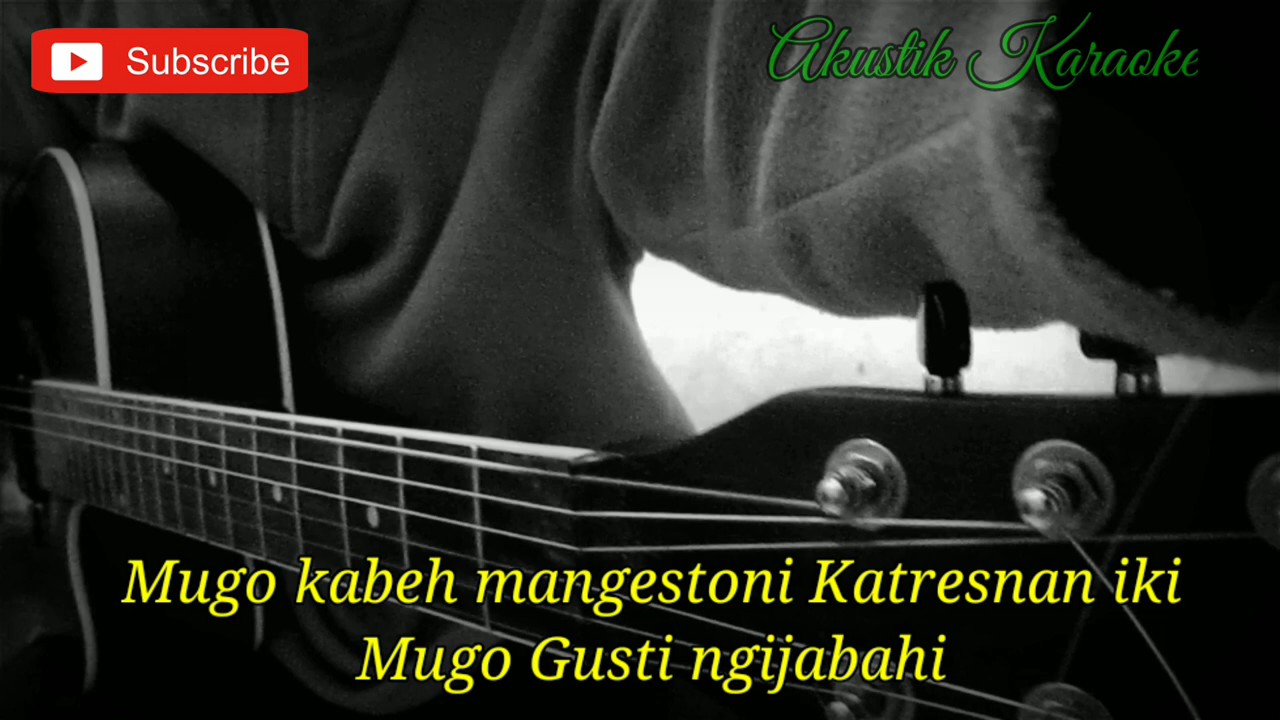 Subscribe
Akustik Karaoke
Mugo kabeh mangestoni Katresnan iki
Mugo Gusti ngijabahi